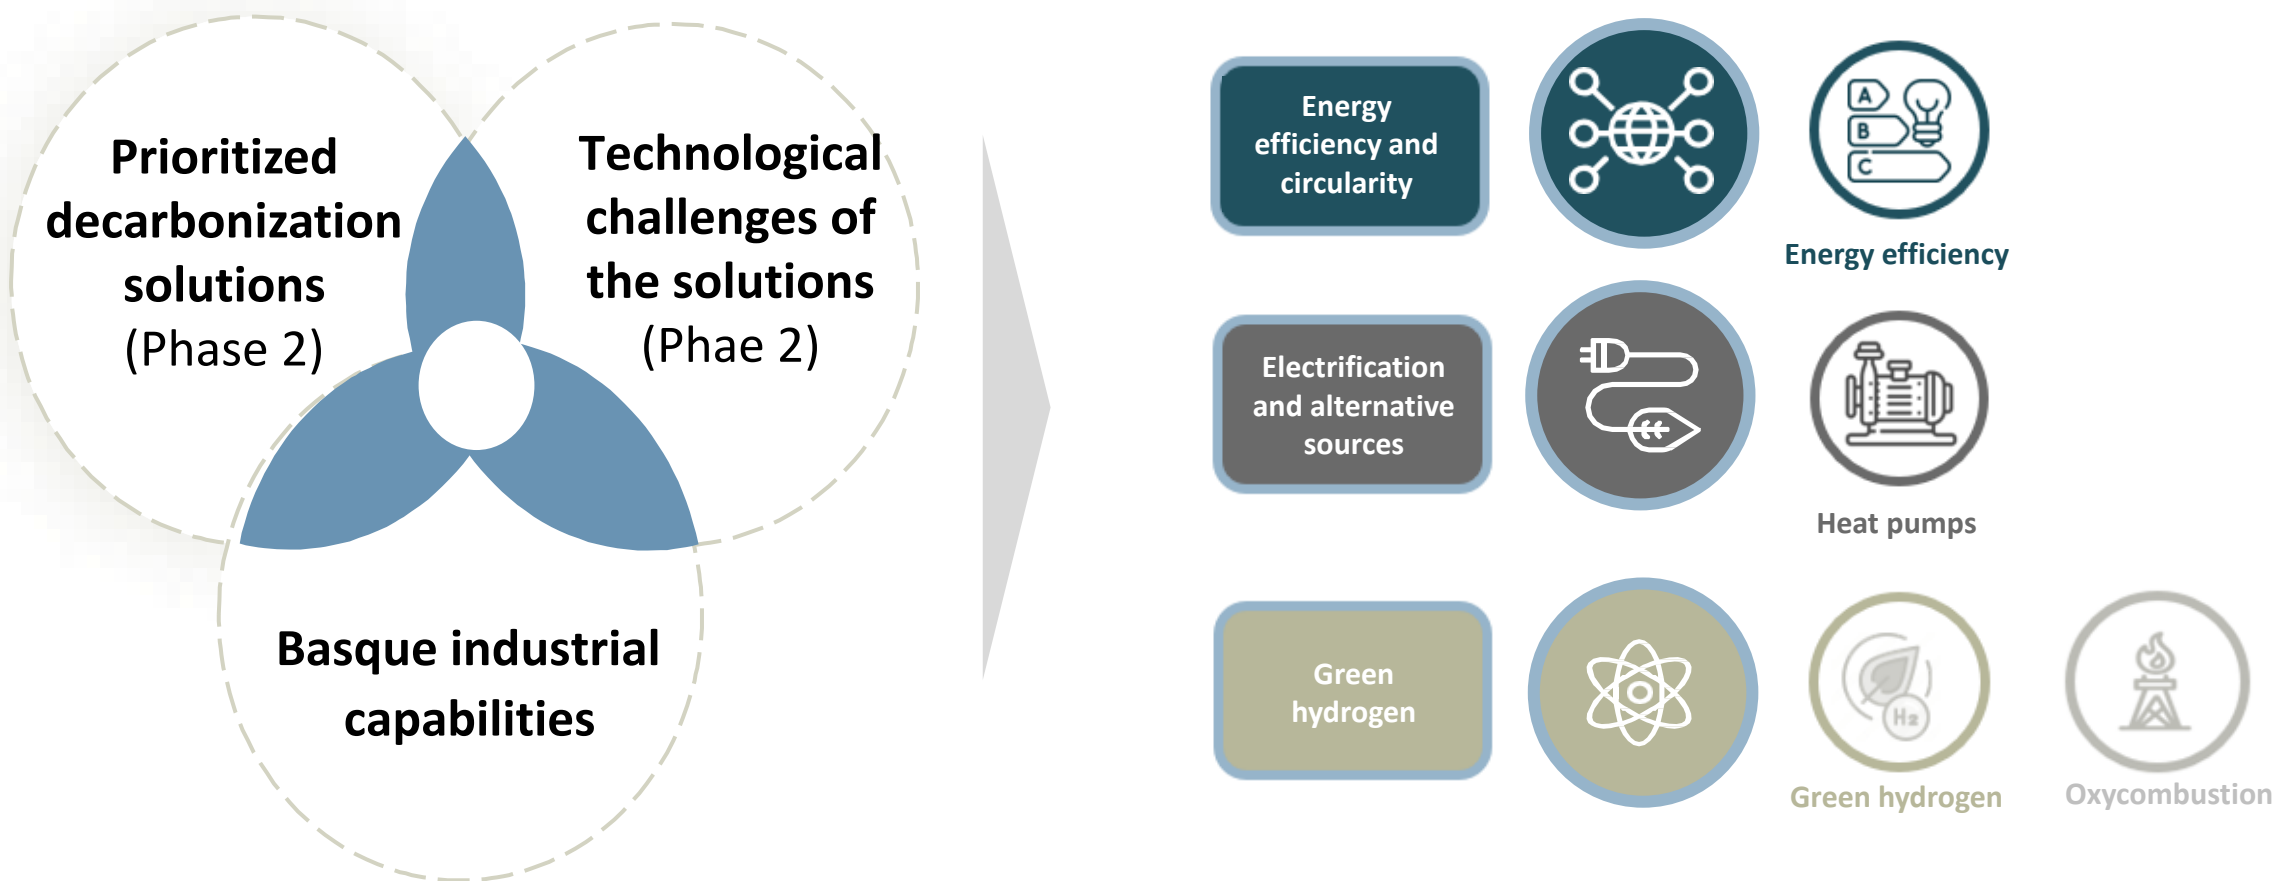 Prioritized
decarbonization
solutions
(Phase 2)
Technological
challenges of
the solutions
(Phae 2)
Basque industrial
capabilities
Energy
efficiency and
circularity
A
B
C
Energy efficiency
Electrification
and alternative
sources
Heat pumps
Green
hydrogen
H2
Green hydrogen
Oxycombustion